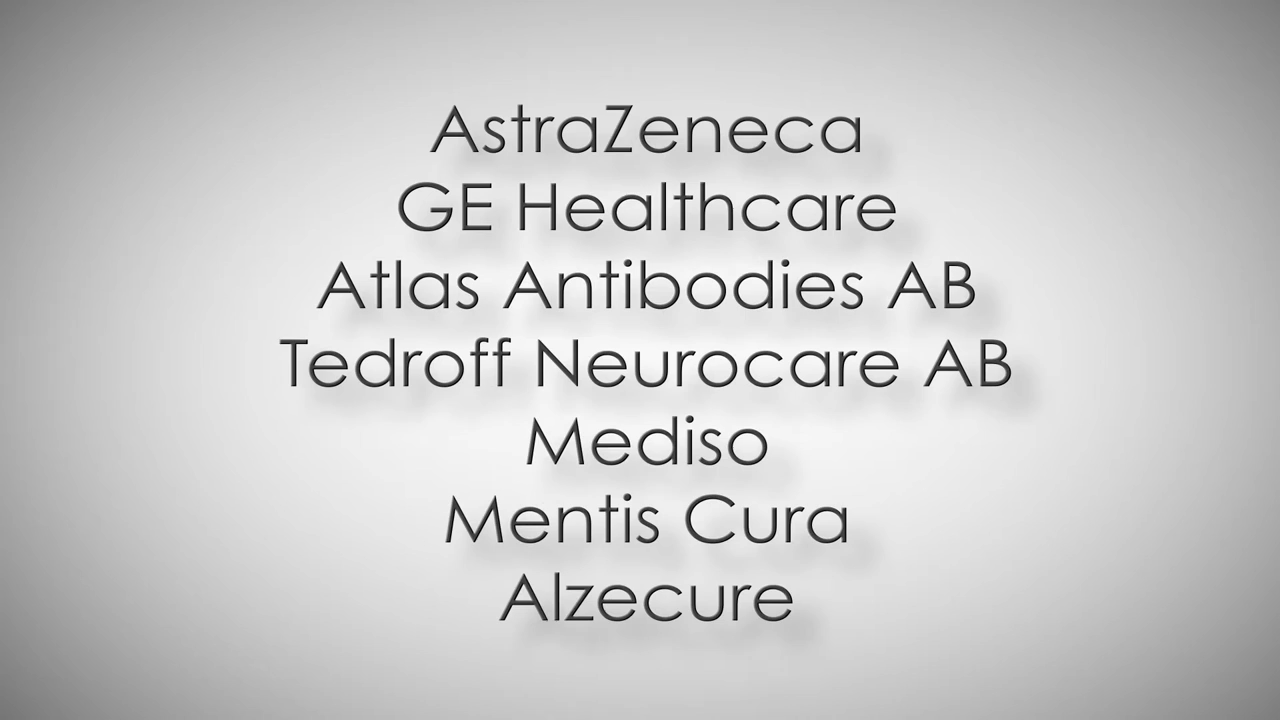 AstraZeneca
GE Healthcare
Atlas Antibodies AB
Tedroff Neurocare AB
Mediso
Mentis Cura
Alzecure